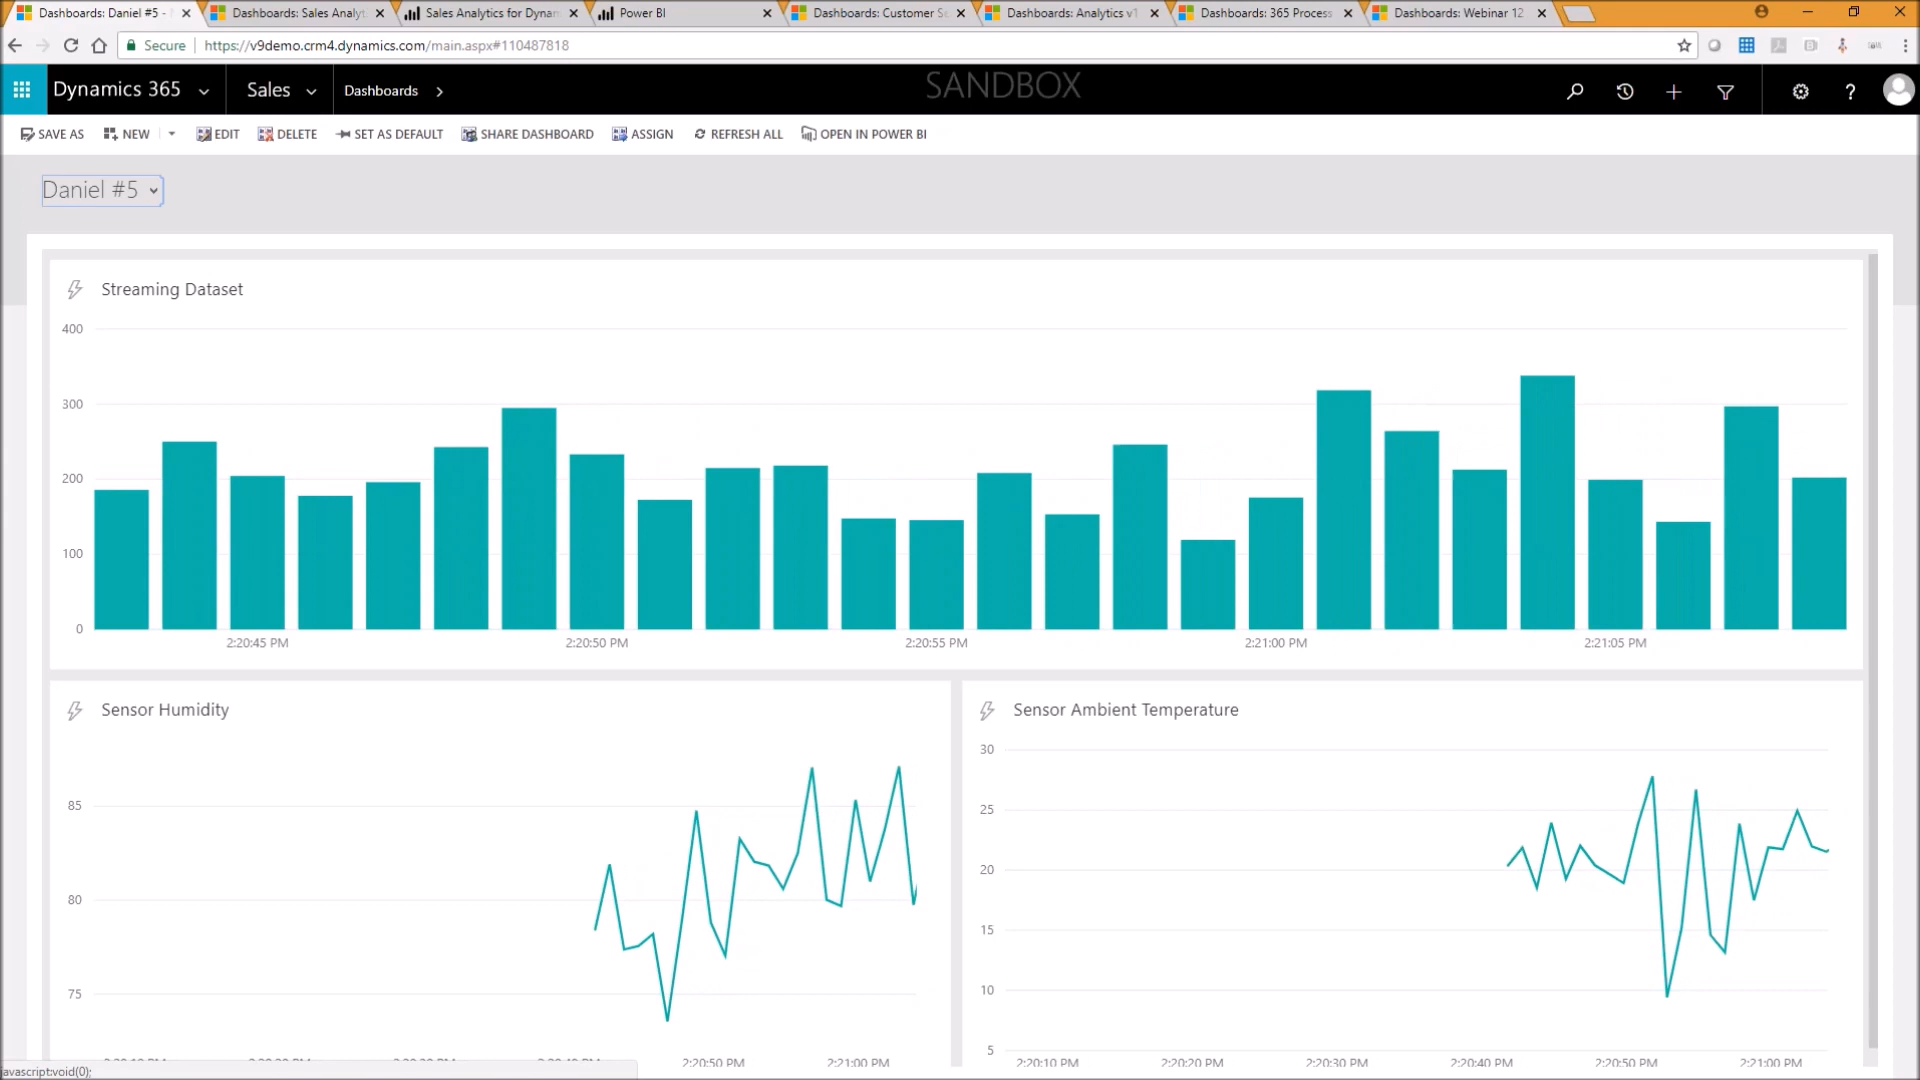 Dashboards: Daniel #5 -
Dashboards: Sales Analyt
Sales Analytics for Dynam
Power BI
Dashboards: Customer Se
Dashboards: Analytics v1
Dashboards: 365 Process
Dashboards: Webinar 12
Secure
https://v9demo.crm4.dynamics.com/main.aspx#110487818
Dynamics 365
Sales
Dashboards
SANDBOX
SAVE AS
NEW
EDIT
DELETE
SET AS DEFAULT
SHARE DASHBOARD
ASSIGN
REFRESH ALL
OPEN IN POWER BI
Daniel #5
Streaming Dataset
400
300
200
100
0
2:20:45 PM
2:20:50 PM
2:20:55 PM
2:21:00 PM
2:21:05 PM
Sensor Humidity
85
80
75
2:20:50 PM
2:21:00 PM
Sensor Ambient Temperature
30
25
20
15
10
5
2:20:10 PM
2:20:20 PM
2:20:30 PM
2:20:40 PM
2:20:50 PM
2:21:00 PM
javascript:void(0);